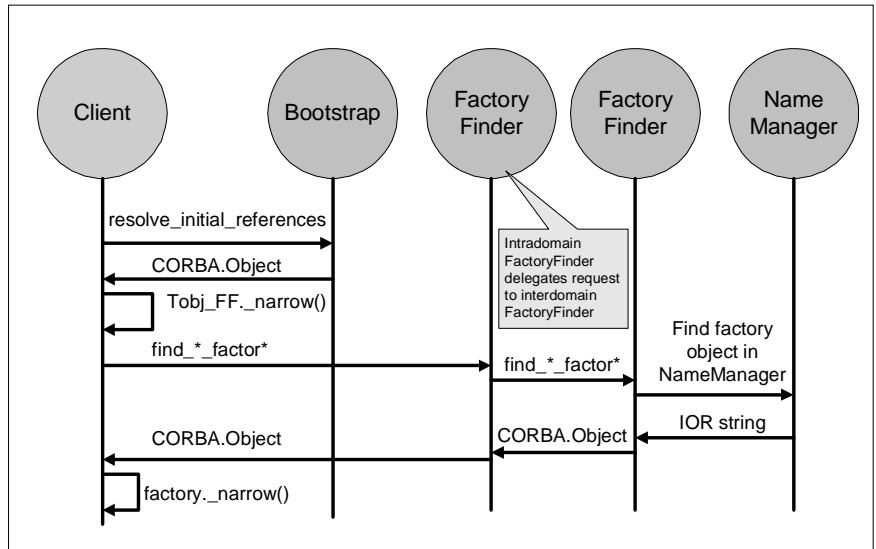 Client
Bootstrap
Factory
Finder
Factory
Finder
Name
Manager
resolve_initial_references
CORBA.Object
Tobj_FF._narrow()
Intradomain
FactoryFinder
delegates request
to interdomain
FactoryFinder
find_*_factor*
find_*_factor*
Find factory
object in
NameManager
IOR string
CORBA.Object
CORBA.Object
factory._narrow()